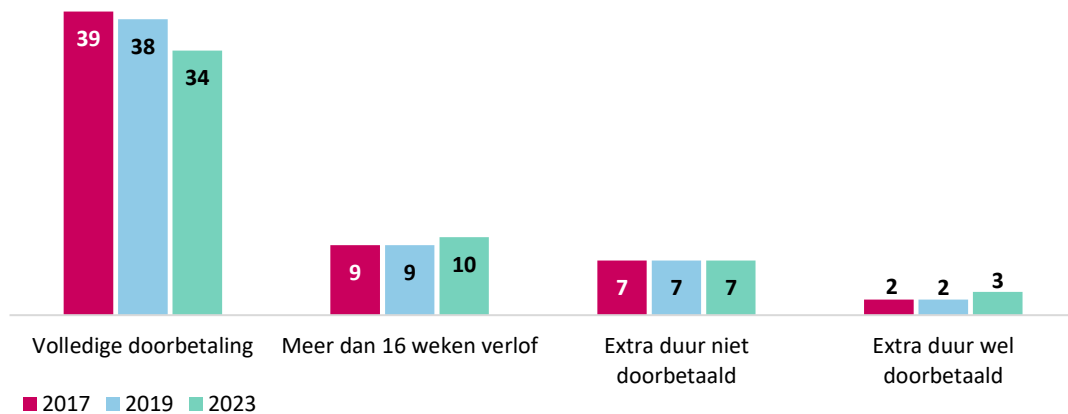 39
38
34
9
9
10
7
7
7
2
2
3
Volledige doorbetaling
Meer dan 16 weken verlof
Extra duur niet
doorbetaald
Extra duur wel
doorbetaald
2017
2019
2023